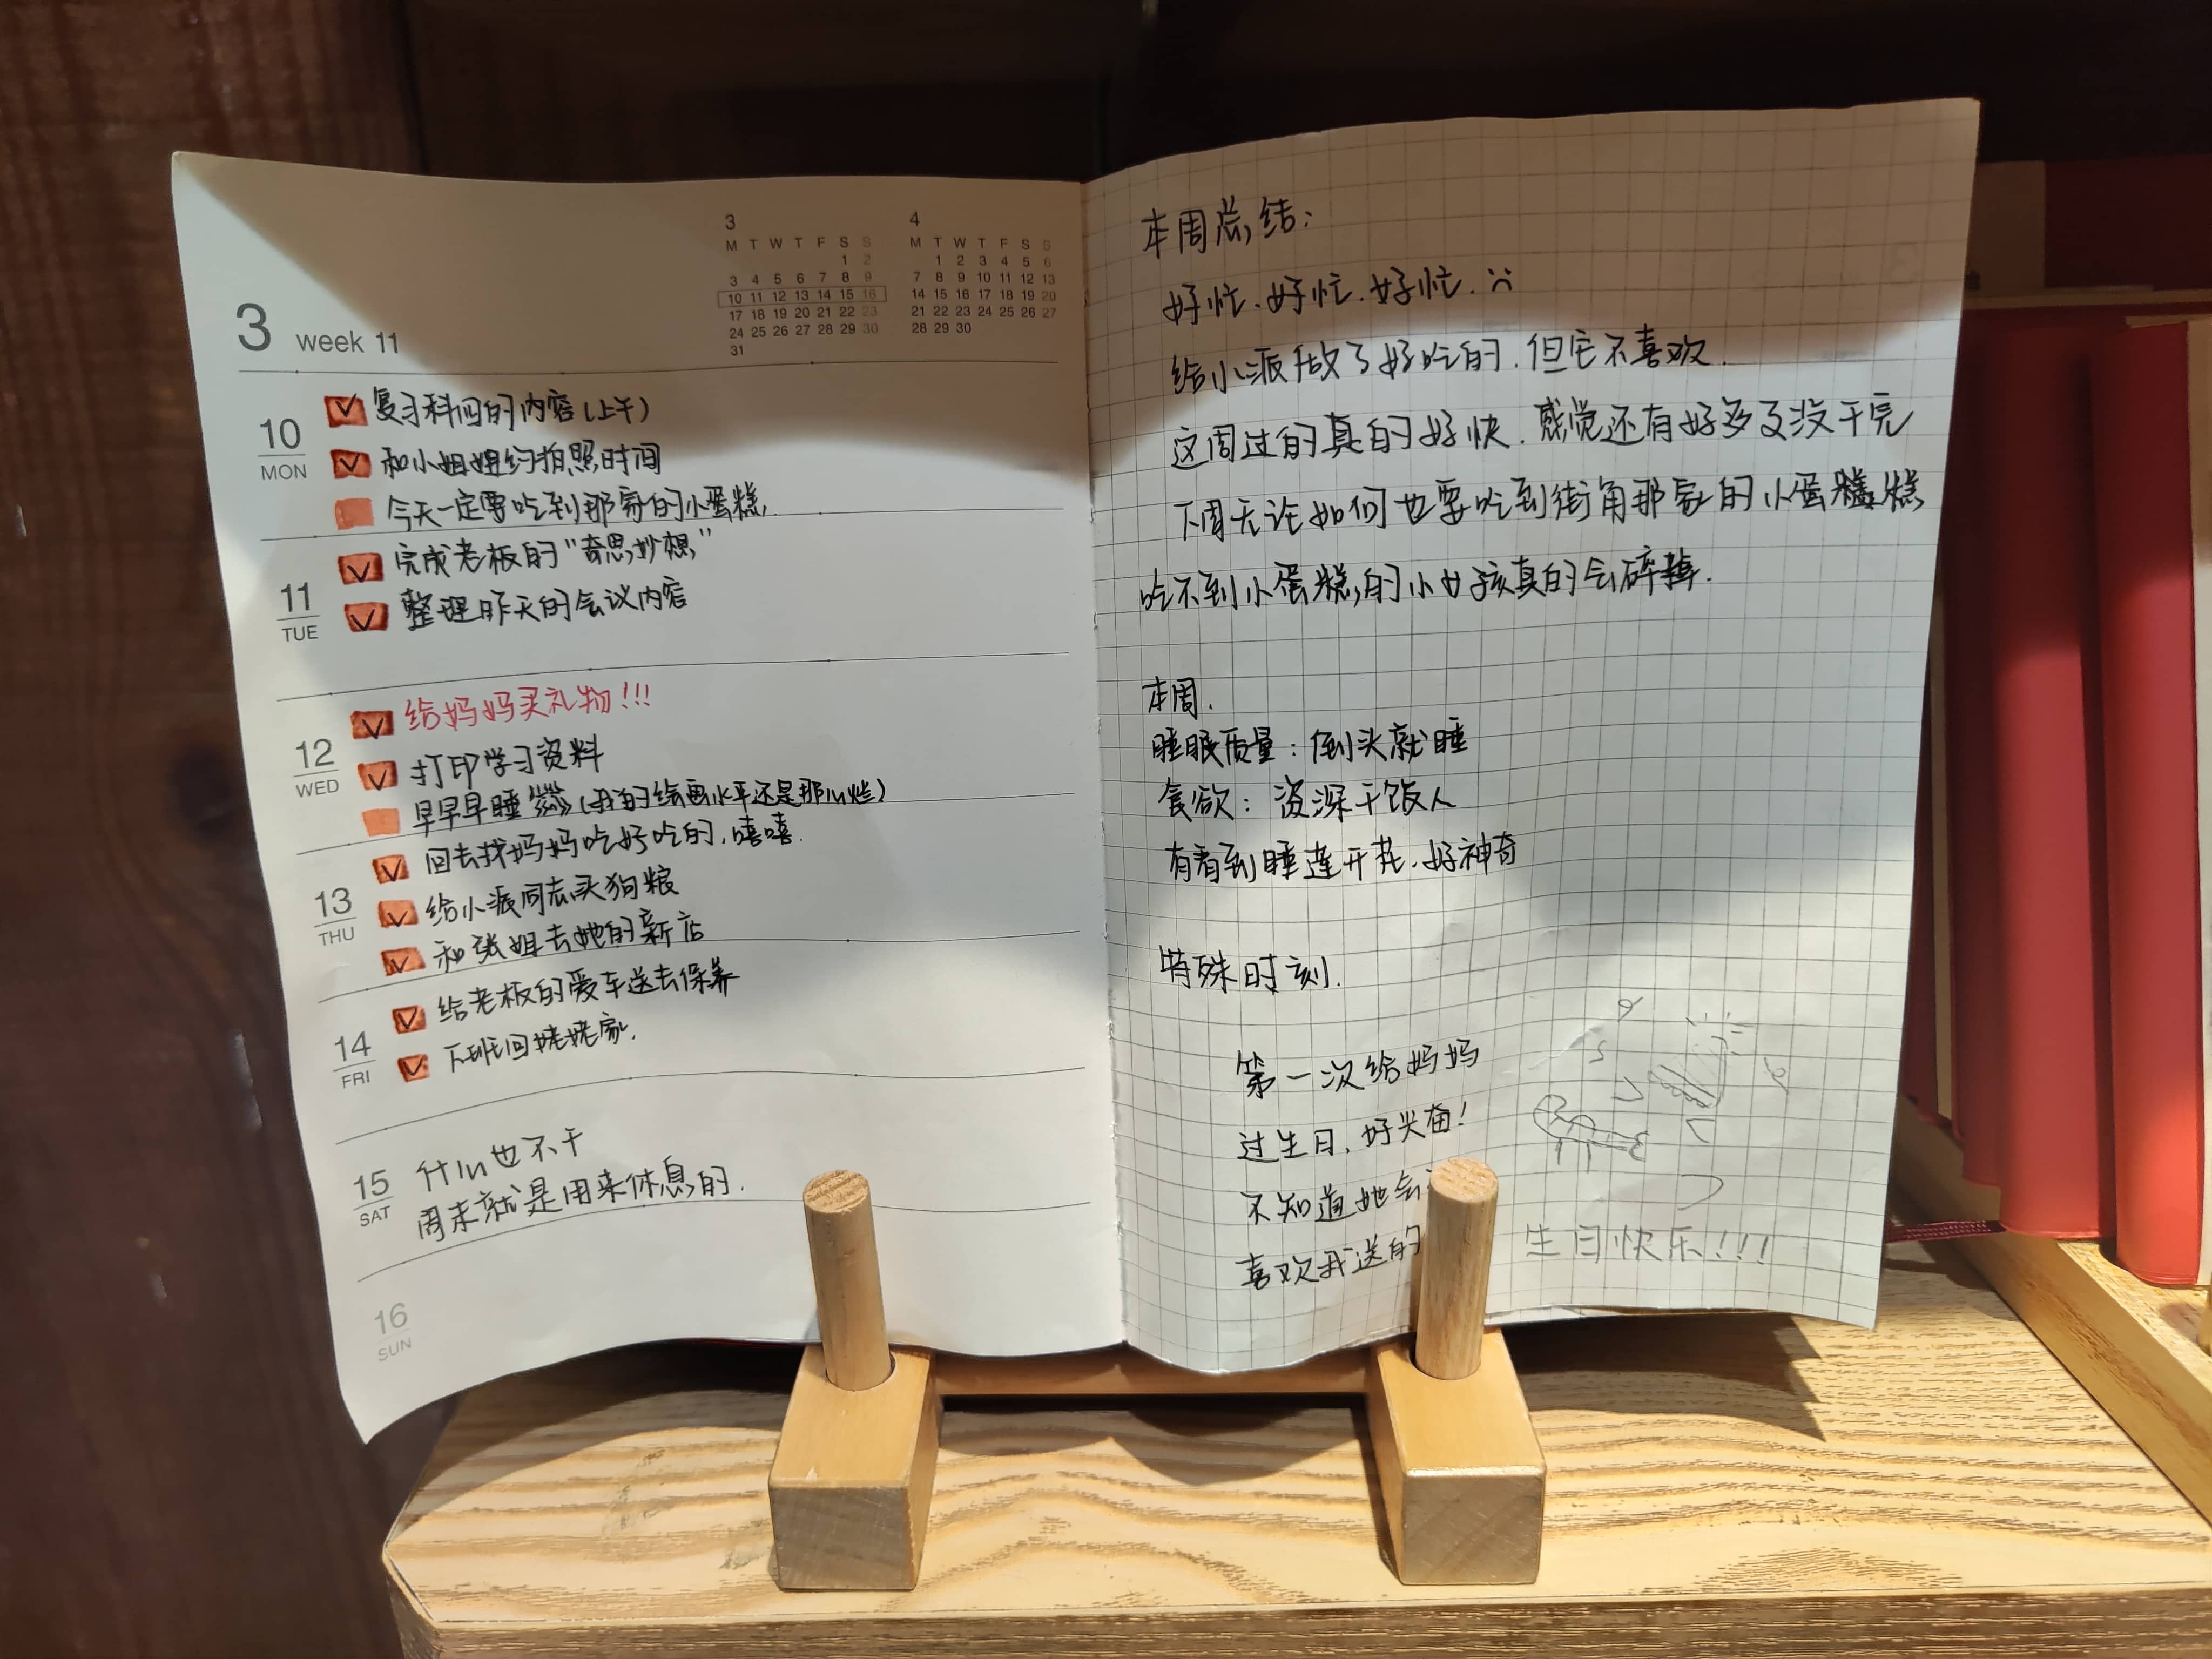 3 week 11
3
M T W T F S S
1 2
3 4 5 6 7 8 9
10 11 12 13 14 15 16
17 18 19 20 21 22 23
24 25 26 27 28 29 30
31
4
M T W T F S S
1 2 3 4 5 6
7 8 9 10 11 12 13
14 15 16 17 18 19 20
21 22 23 24 25 26 27
28 29 30
10
MON
复习科四的内容(上午)
和小姐姐约拍照时间
今天一定要吃到那家的小蛋糕
11
TUE
完成老板的“奇思妙想”
整理昨天的会议内容
12
WED
给妈妈买礼物!!!
打印学习资料
早早早睡 (我的绘画水平还是那么烂)
13
THU
回去找妈妈吃好吃的,嘻嘻.
给小派同志买狗粮
和张姐去她的新店
14
FRI
给老板的爱车送去保养
下班回姥姥家.
15
SAT
什么也不干
周末就是用来休息的.
16
SUN
本周总结:
好忙.好忙.好忙. :(
给小派做了好吃的.但它不喜欢.
这周过的真的好快.感觉还有好多没干完
下周无论如何也要吃到街角那家的小蛋糕
吃不到小蛋糕的小女孩真的会碎掉.
本周.
睡眠质量:倒头就睡
食欲:资深干饭人
有看到睡莲开花.好神奇
特殊时刻.
第一次给妈妈
过生日,好兴奋!
不知道她会
喜欢我送的
生日快乐!!!